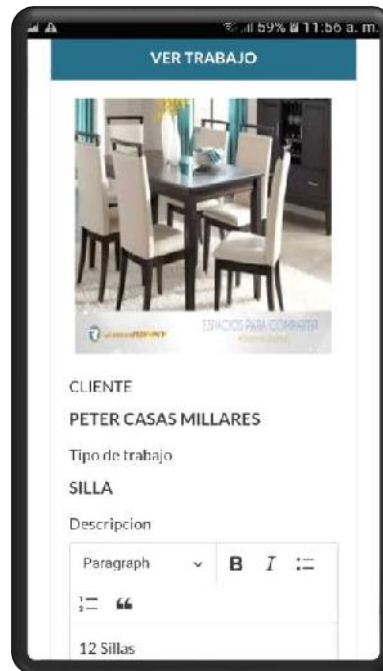 59% 11:56 a. m.
VER TRABAJO
ESPACIOS PARA COMPARTIR
CLIENTE
PETER CASAS MILLARES
Tipo de trabajo
SILLA
Descripcion
Paragraph B I
12 Sillas